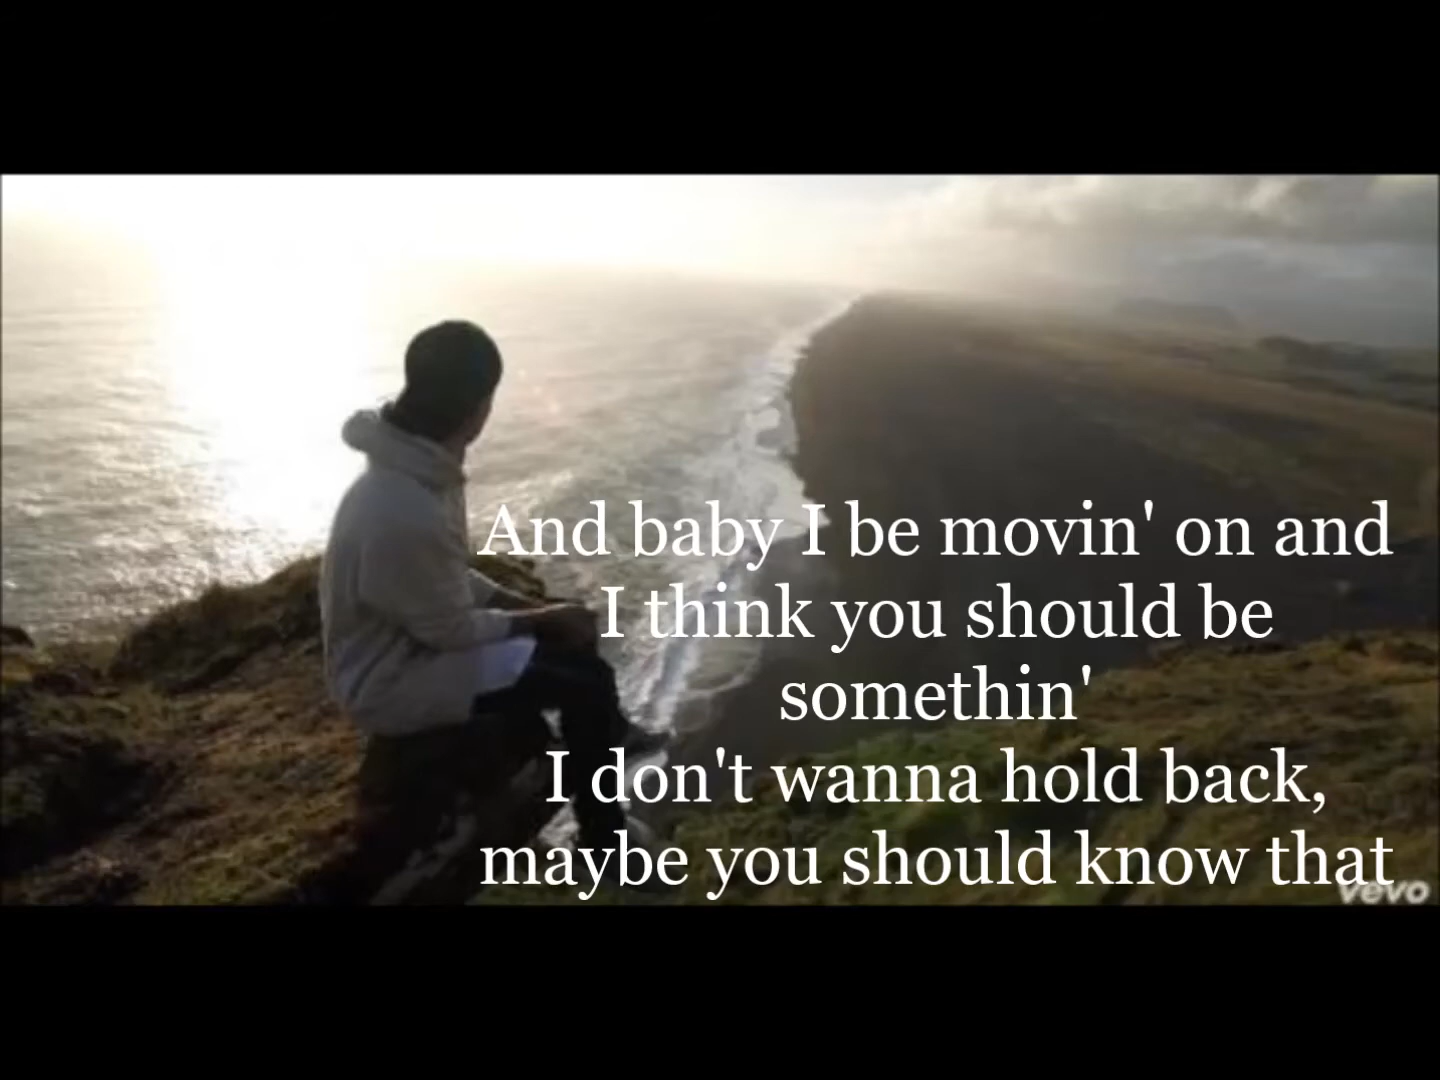 And baby I be movin' on and
I think you should be
somethin'
I don't wanna hold back,
maybe you should know that
vevo